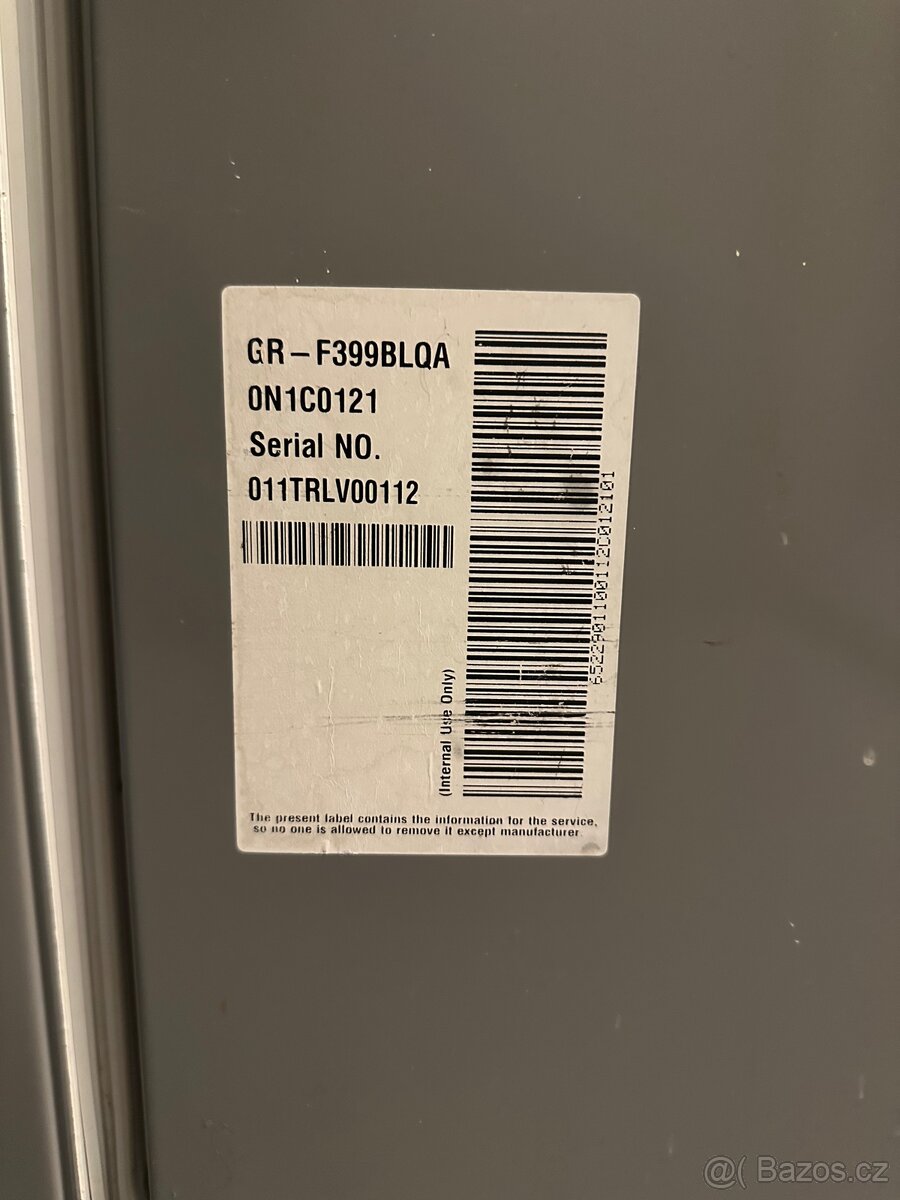 GR-F399BLQA
0N1C0121
Serial NO.
011TRLV00112
6522A01100112C012101
(Internal Use Only)
The present label contains the information for the service,
so no one is allowed to remove it except manufacturer.
@( Bazos.cz